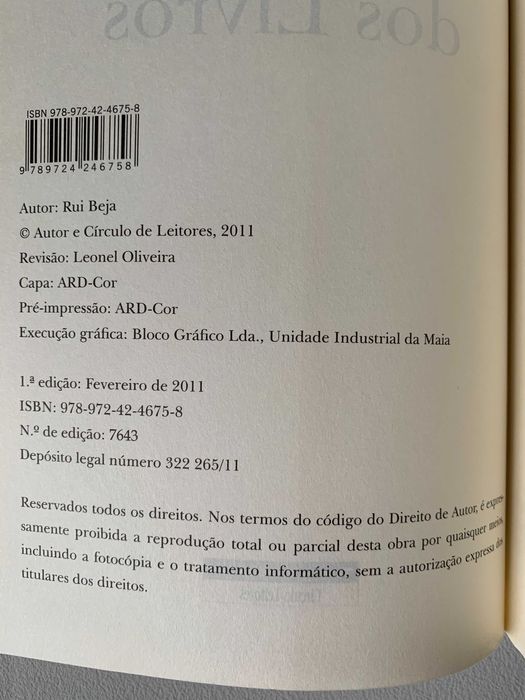 dos Livros
ISBN 978-972-42-4675-8
9 789724 246758
Autor: Rui Beja
© Autor e Círculo de Leitores, 2011
Revisão: Leonel Oliveira
Capa: ARD-Cor
Pré-impressão: ARD-Cor
Execução gráfica: Bloco Gráfico Lda., Unidade Industrial da Maia
1.ª edição: Fevereiro de 2011
ISBN: 978-972-42-4675-8
N.º de edição: 7643
Depósito legal número 322 265/11
Reservados todos os direitos. Nos termos do código do Direito de Autor, é expres-
samente proibida a reprodução total ou parcial desta obra por quaisquer meios,
incluindo a fotocópia e o tratamento informático, sem a autorização expressa dos
titulares dos direitos.
Círculo Leitores